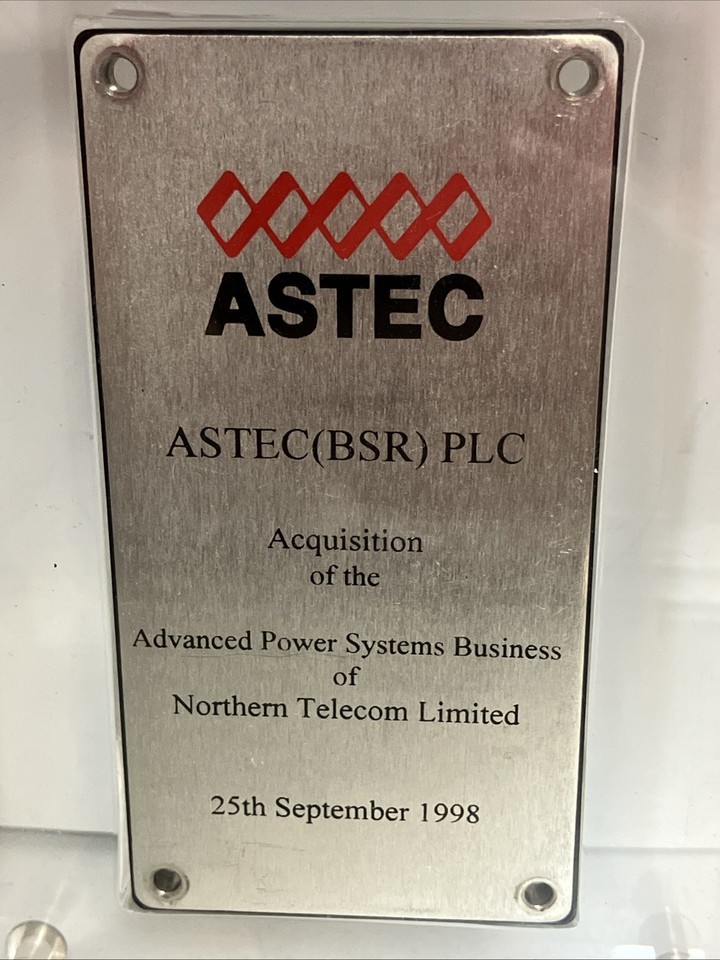 ASTEC
ASTEC(BSR) PLC
Acquisition
of the
Advanced Power Systems Business
of
Northern Telecom Limited
25th September 1998